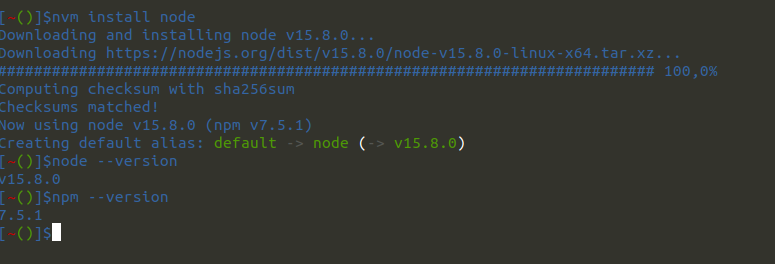 [~()]$nvm install node
Downloading and installing node v15.8.0...
Downloading https://nodejs.org/dist/v15.8.0/node-v15.8.0-linux-x64.tar.xz...
######################################################################### 100,0%
Computing checksum with sha256sum
Checksums matched!
Now using node v15.8.0 (npm v7.5.1)
Creating default alias: default -> node (-> v15.8.0)
[~()]$node --version
v15.8.0
[~()]$npm --version
7.5.1
[~()]$